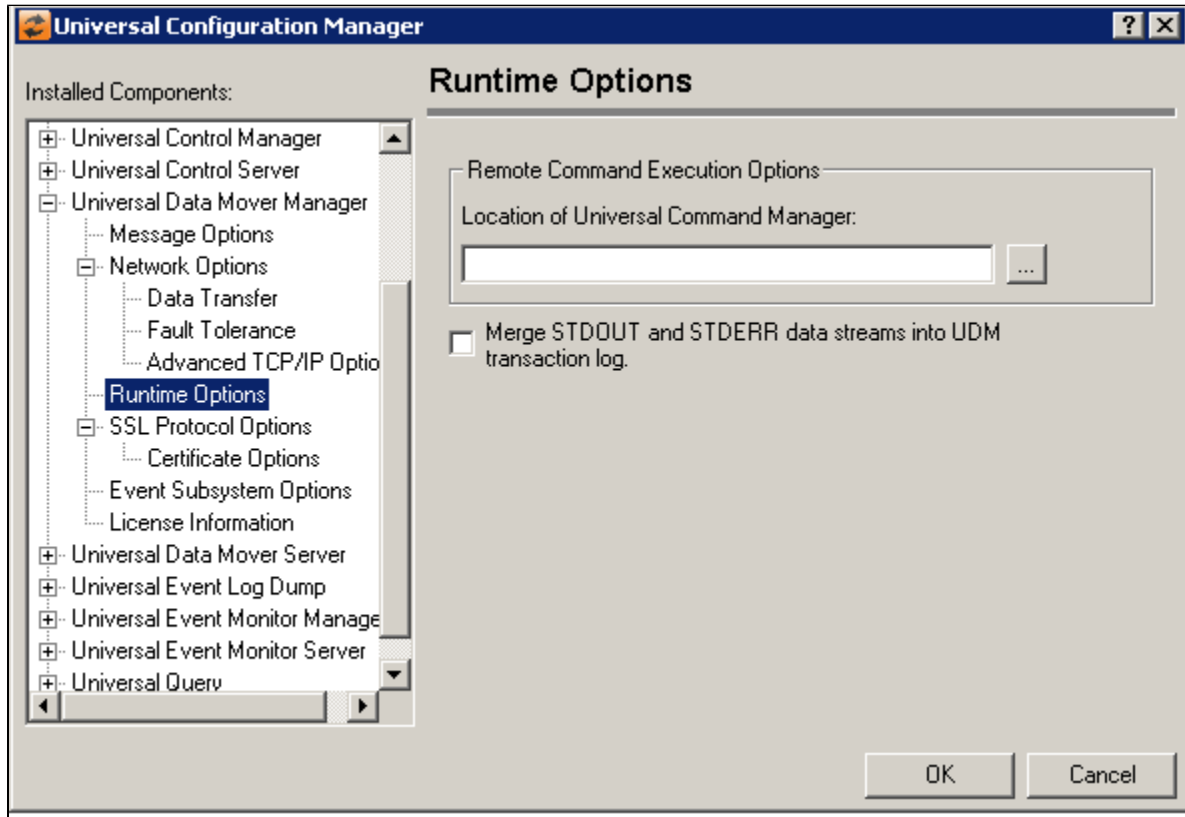 Universal Configuration Manager
Installed Components:
Universal Control Manager
Universal Control Server
Universal Data Mover Manager
Message Options
Network Options
Data Transfer
Fault Tolerance
Advanced TCP/IP Optio
Runtime Options
SSL Protocol Options
Certificate Options
Event Subsystem Options
License Information
Universal Data Mover Server
Universal Event Log Dump
Universal Event Monitor Manage
Universal Event Monitor Server
Universal Query
Runtime Options
Remote Command Execution Options
Location of Universal Command Manager:
...
Merge STDOUT and STDERR data streams into UDM
transaction log.
OK
Cancel